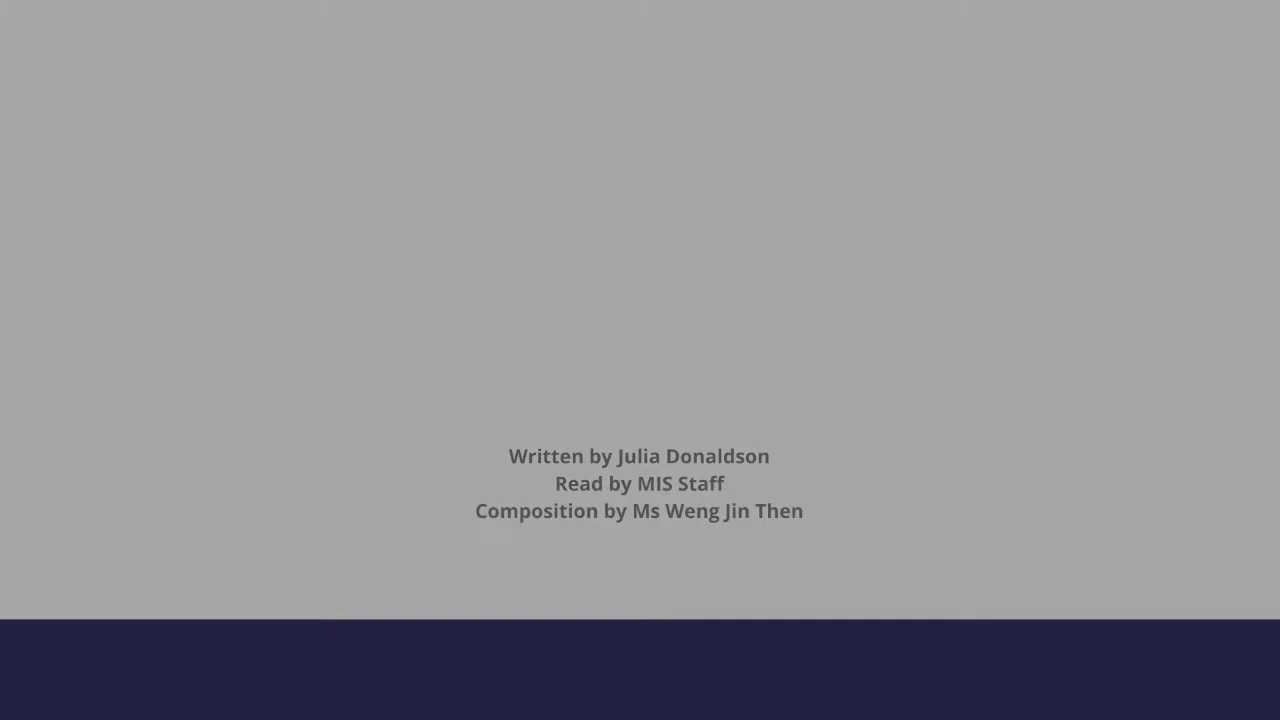 Written by Julia Donaldson
Read by MIS Staff
Composition by Ms Weng Jin Then